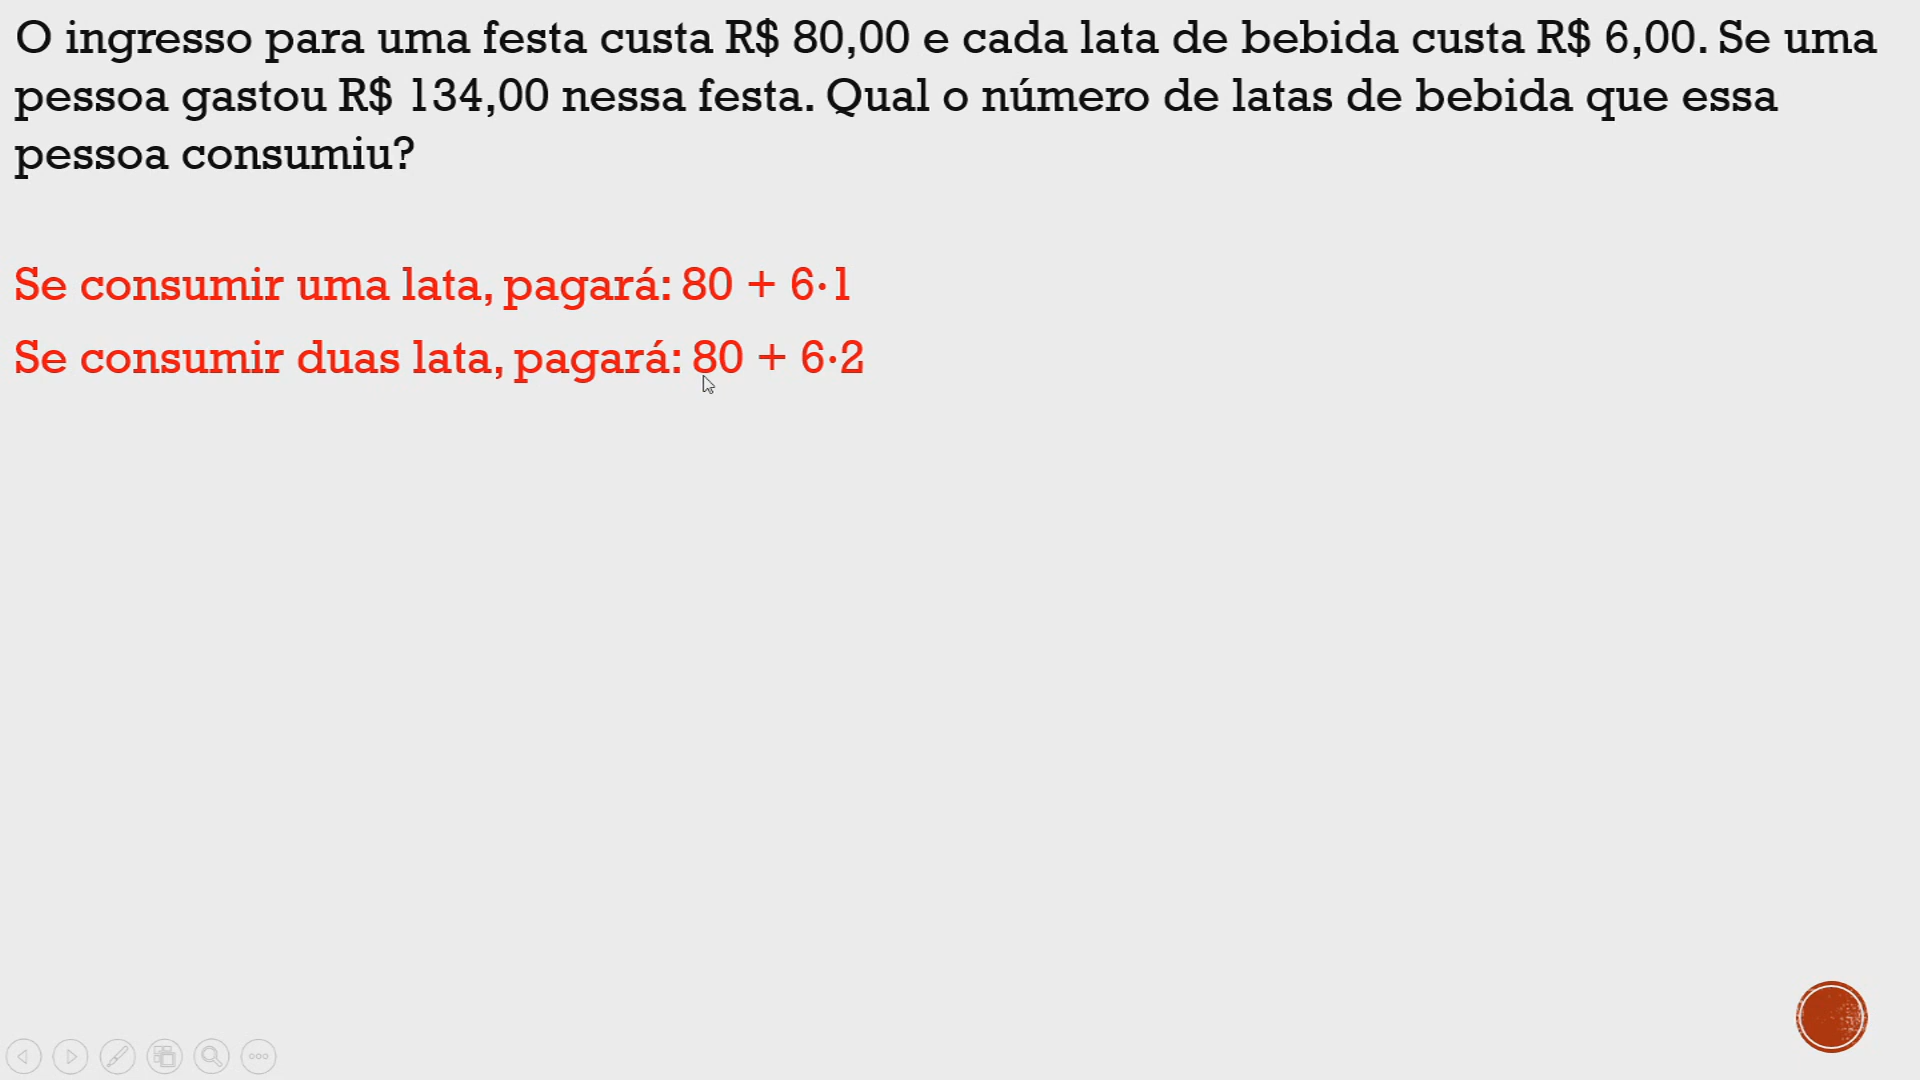 O ingresso para uma festa custa R$ 80,00 e cada lata de bebida custa R$ 6,00. Se uma
pessoa gastou R$ 134,00 nessa festa. Qual o número de latas de bebida que essa
pessoa consumiu?
Se consumir uma lata, pagará: 80 + 6·1
Se consumir duas lata, pagará: 80 + 6·2